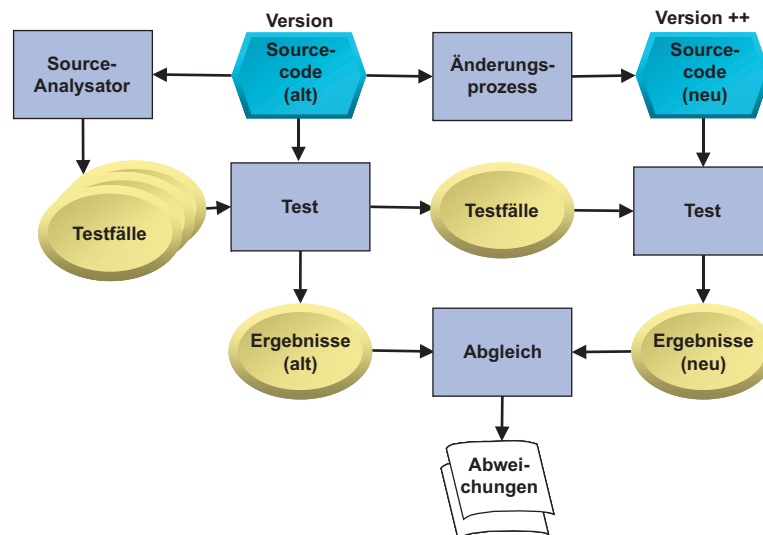 Version
Version ++
Source-
Analysator
Source-
code
(alt)
Änderungs-
prozess
Source-
code
(neu)
Testfälle
Test
Testfälle
Test
Ergebnisse
(alt)
Abgleich
Ergebnisse
(neu)
Abwei-
chungen